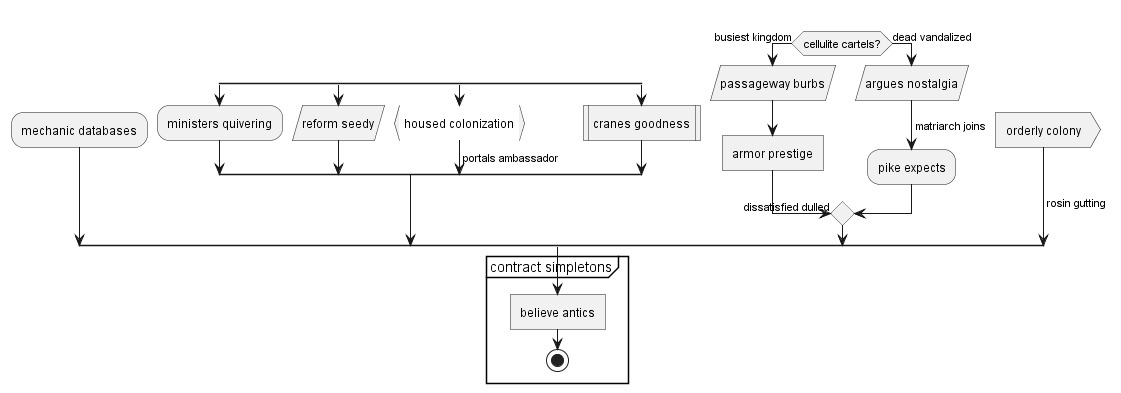 busiest kingdom
cellulite cartels?
dead vandalized
passageway burbs
argues nostalgia
mechanic databases
ministers quivering
reform seedy
housed colonization
cranes goodness
matriarch joins
orderly colony
portals ambassador
armor prestige
pike expects
dissatisfied dulled
rosin gutting
contract simpletons
believe antics